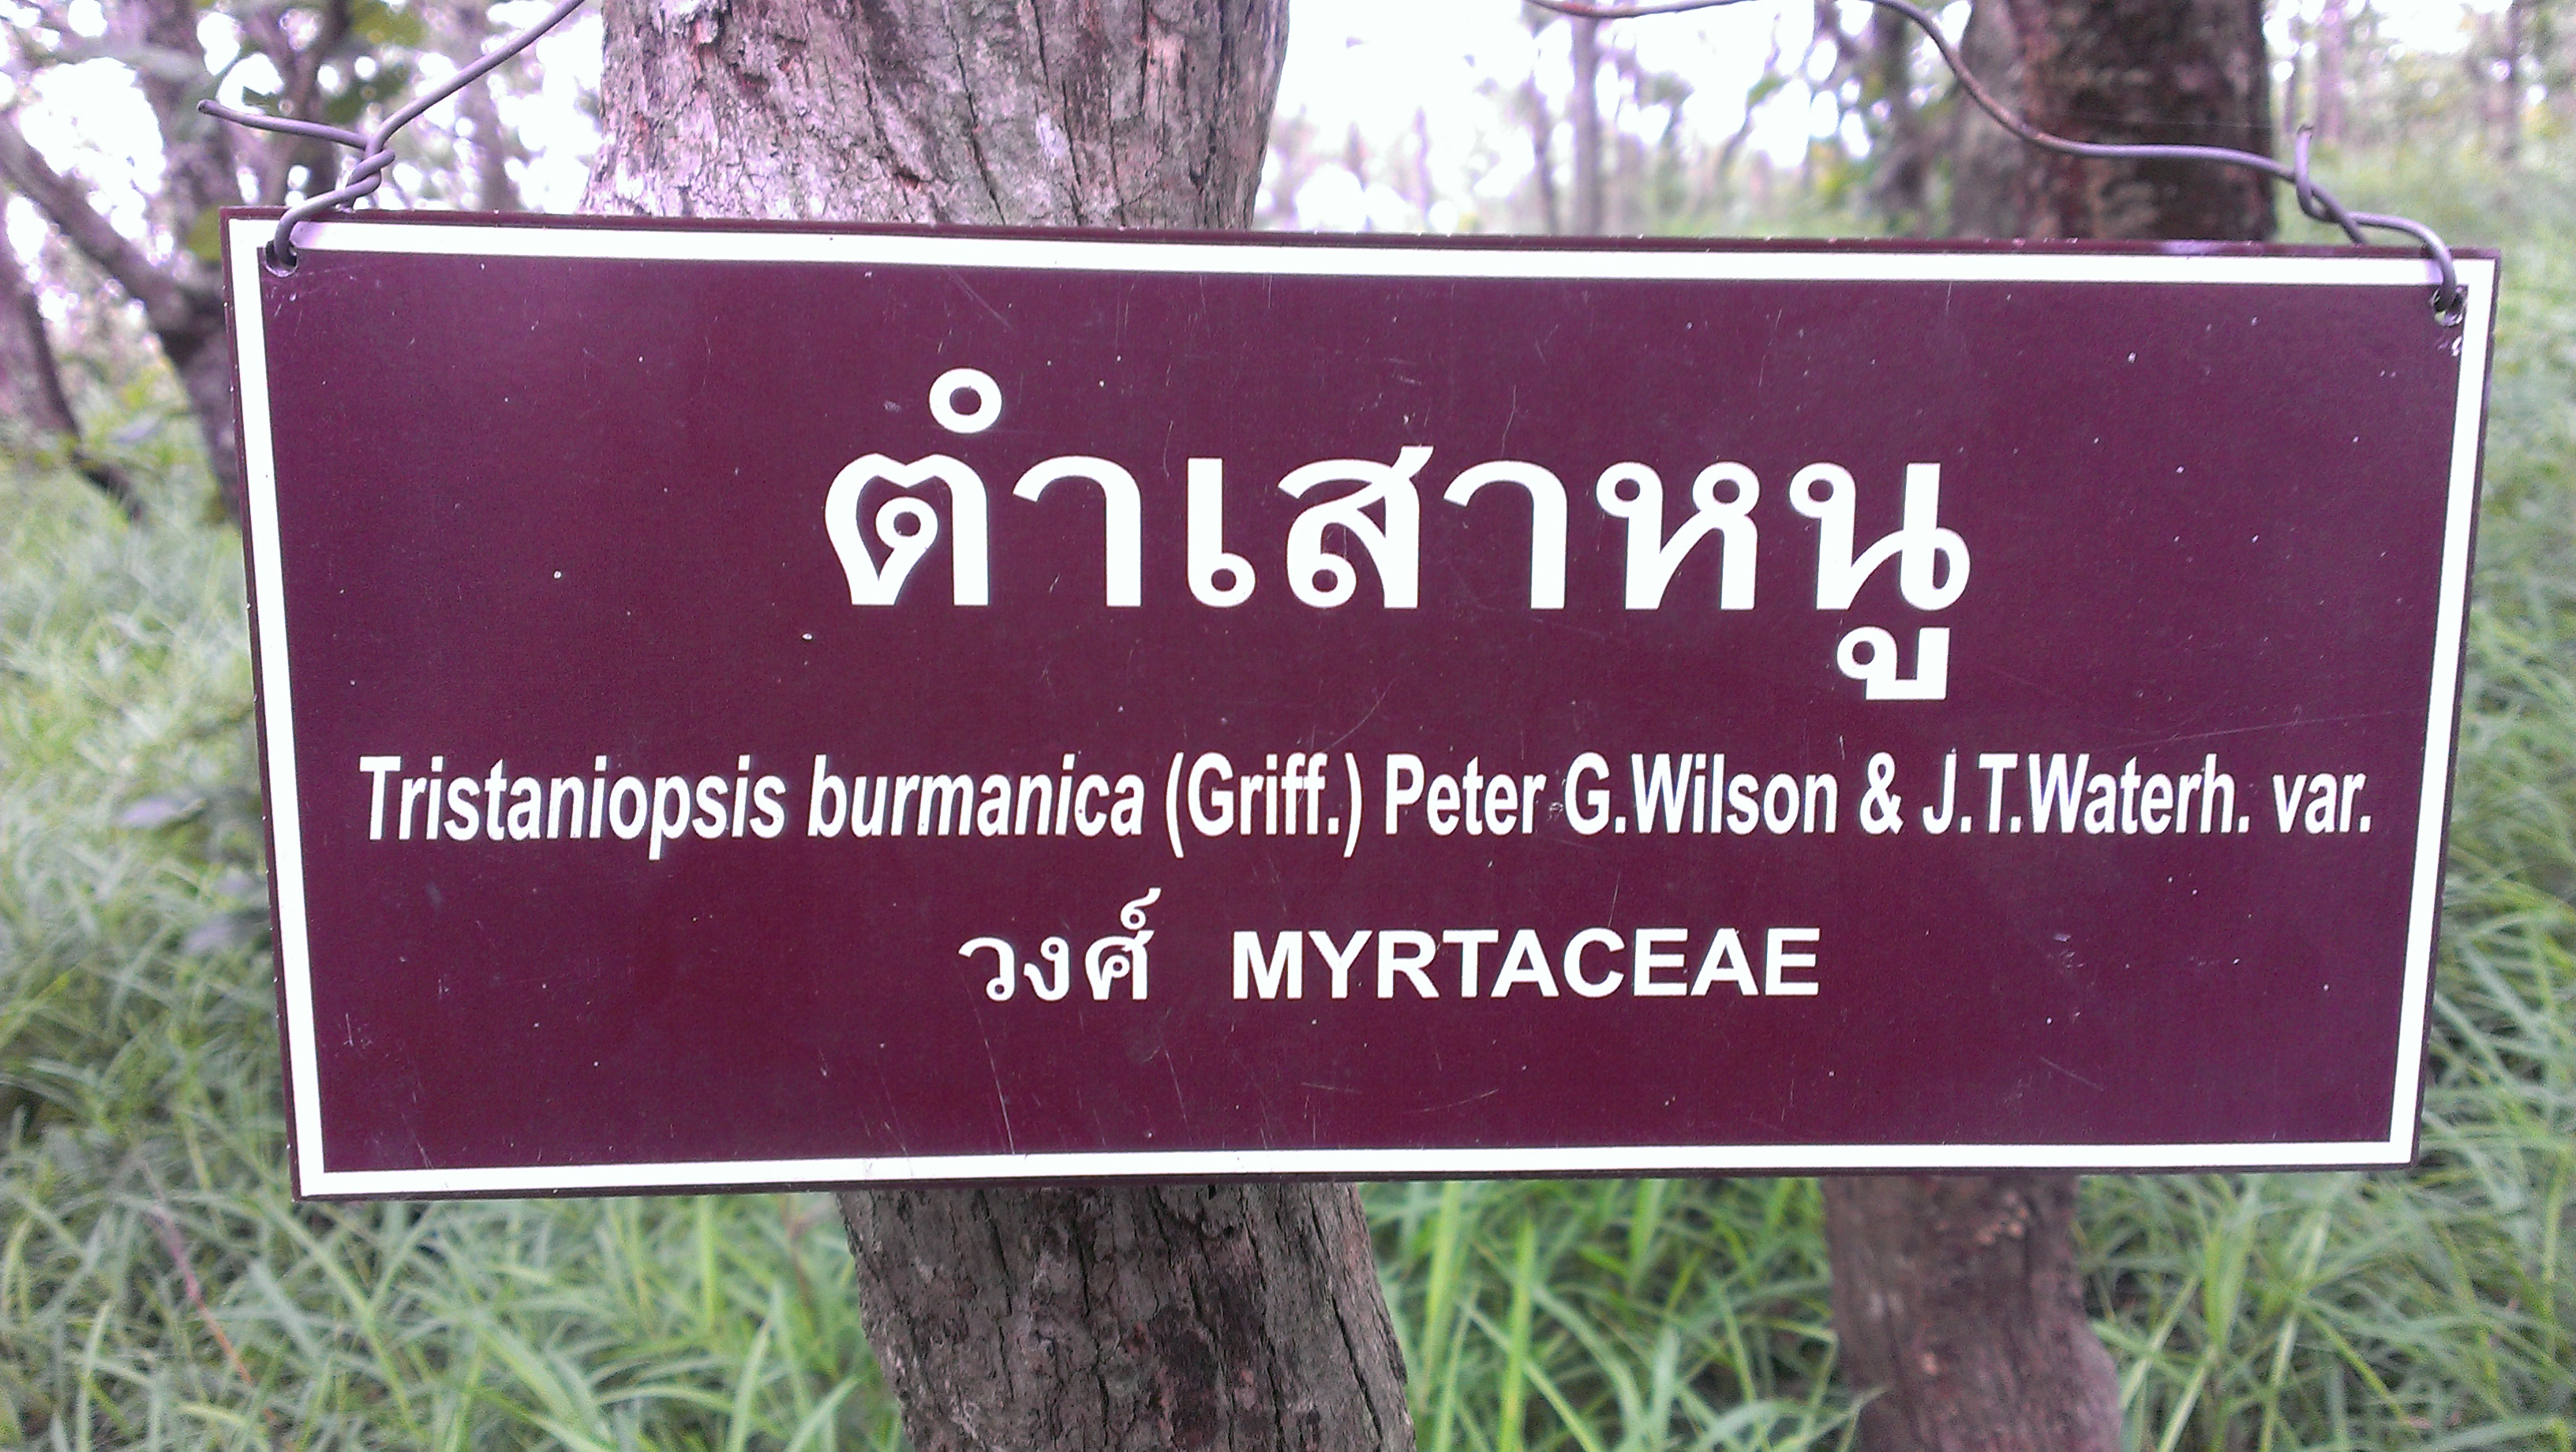 ตำเสาหนู
Tristaniopsis burmanica (Griff.) Peter G.Wilson & J.T.Waterh. var.
วงศ์ MYRTACEAE